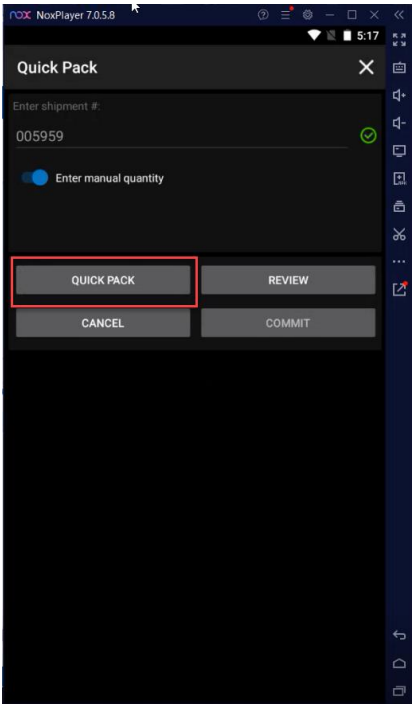 nox NoxPlayer 7.0.5.8
5:17
Quick Pack
Enter shipment #:
005959
Enter manual quantity
QUICK PACK
REVIEW
CANCEL
COMMIT